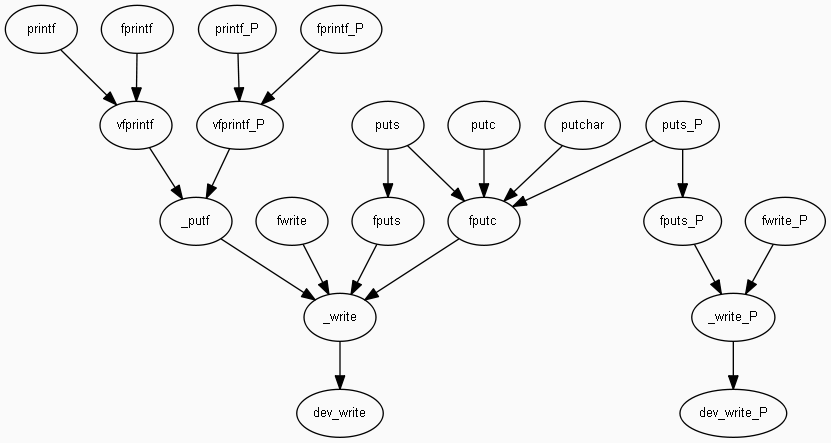 printf
fprintf
printf_P
fprintf_P
vfprintf
vfprintf_P
puts
putc
putchar
puts_P
_putf
fwrite
fputs
fputc
fputs_P
fwrite_P
_write
_write_P
dev_write
dev_write_P